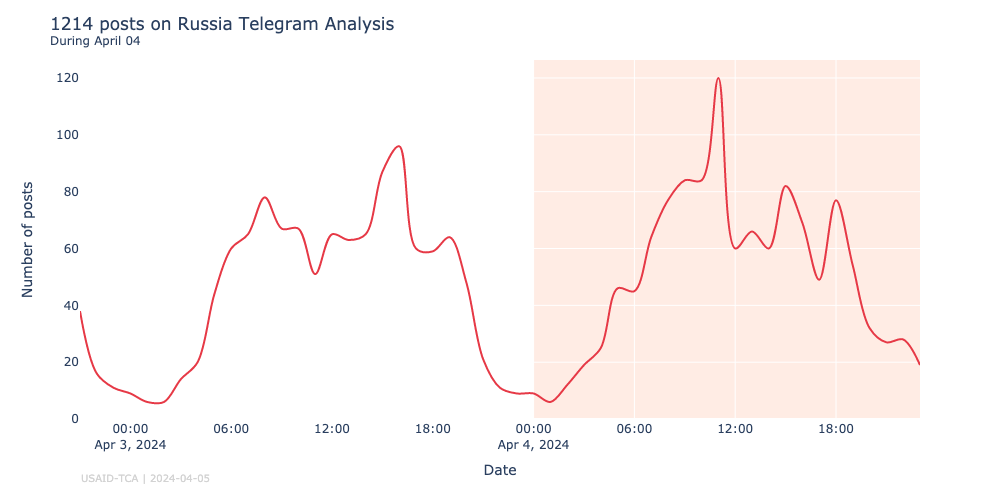 1214 posts on Russia Telegram Analysis
During April 04
120
100
80
60
40
20
0
Number of posts
00:00 06:00 12:00 18:00 00:00 06:00 12:00 18:00
Apr 3, 2024 Apr 4, 2024
Date
USAID-TCA | 2024-04-05